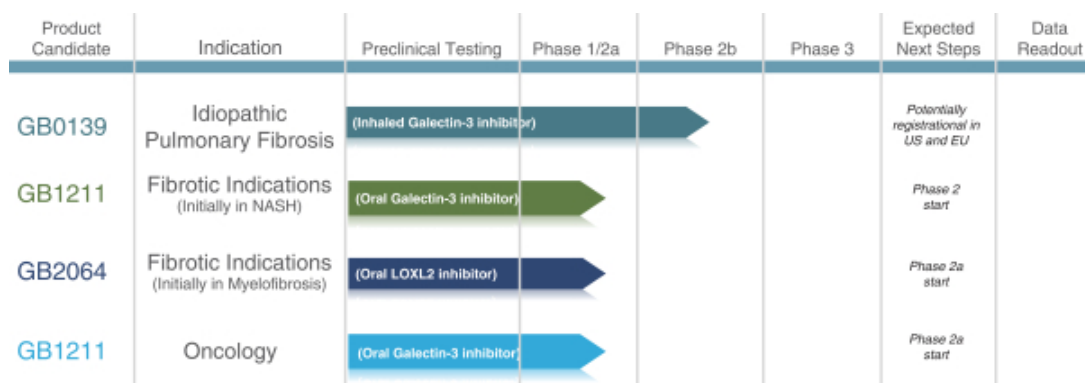 Product
Candidate
Indication
Preclinical Testing
Phase 1/2a
Phase 2b
Phase 3
Expected
Next Steps
Data
Readout
GB0139
Idiopathic
Pulmonary Fibrosis
(Inhaled Galectin-3 inhibitor)
Potentially
registrational in
US and EU
GB1211
Fibrotic Indications
(Initially in NASH)
(Oral Galectin-3 inhibitor)
Phase 2
start
GB2064
Fibrotic Indications
(Initially in Myelofibrosis)
(Oral LOXL2 inhibitor)
Phase 2a
start
GB1211
Oncology
(Oral Galectin-3 inhibitor)
Phase 2a
start